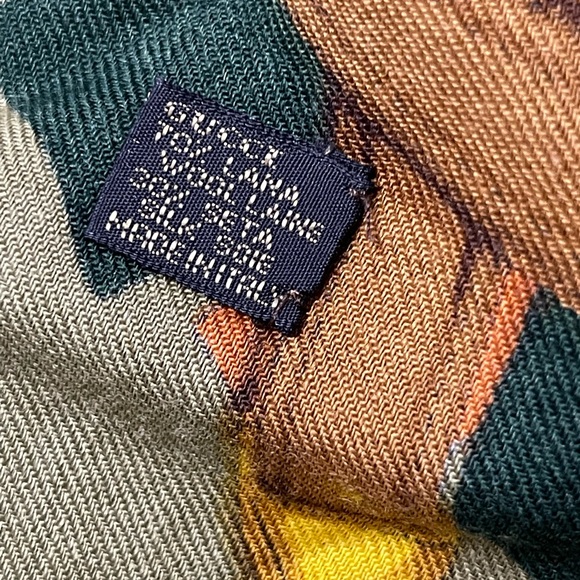 GUCCI
70% LANA
WOOL LAINE
30% SETA
SILK SOIE
MADE IN ITALY